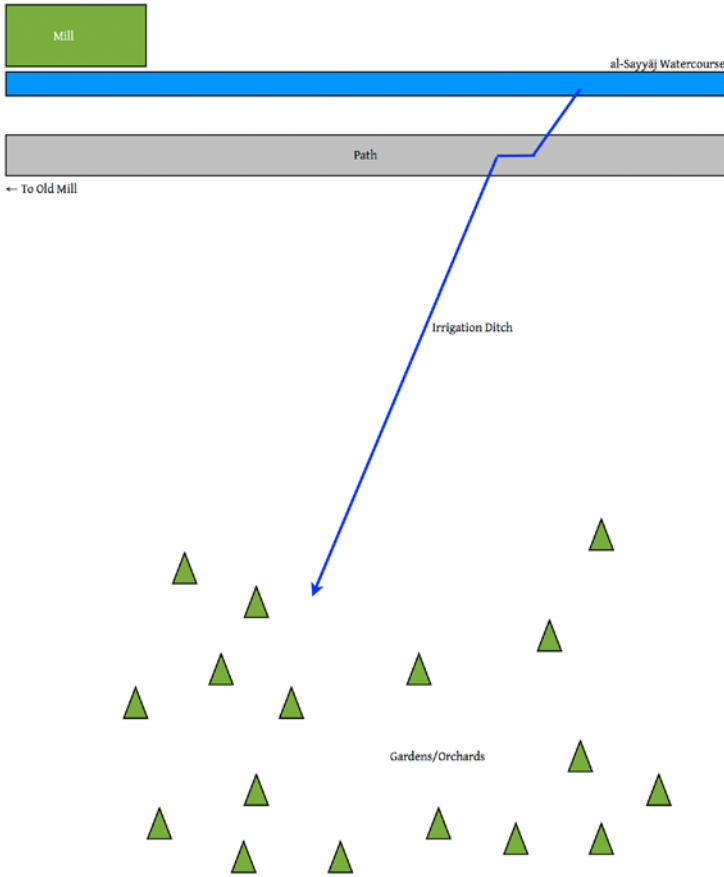 Mill
al-Sayyāj Watercourse
Path
← To Old Mill
Irrigation Ditch
Gardens/Orchards